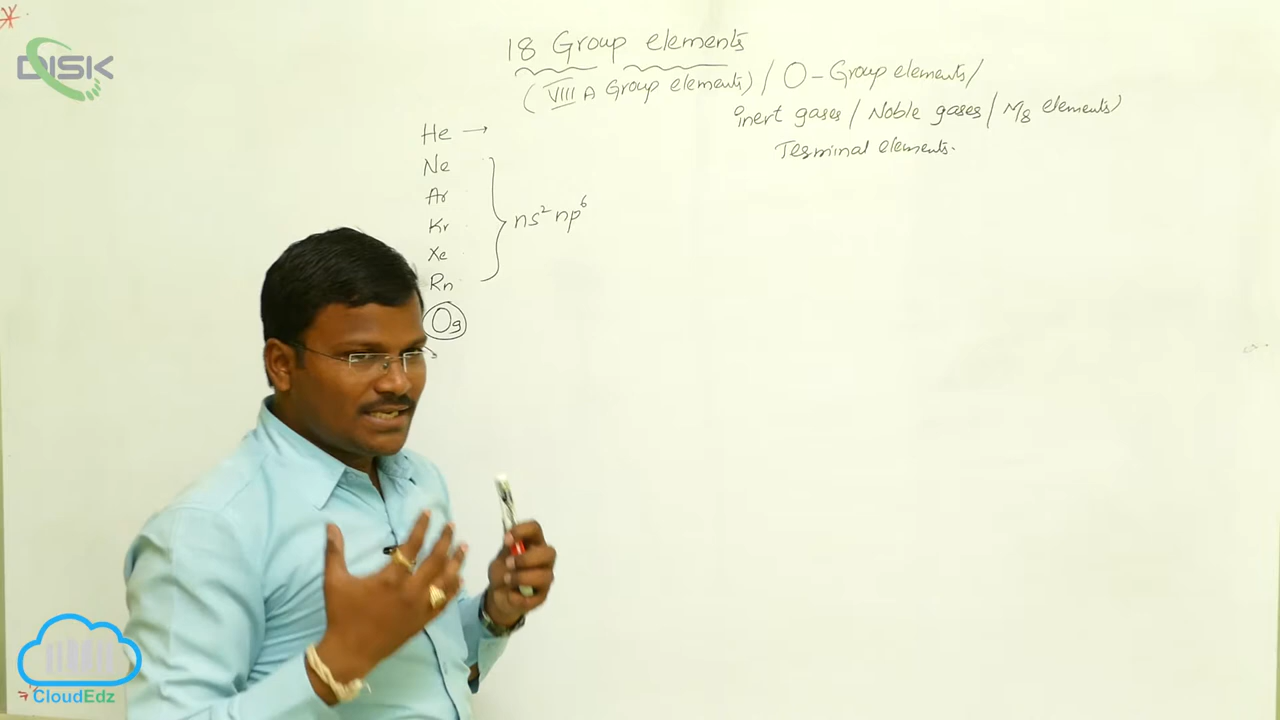 DISK
18 Group elements
(VIII A Group elements) / O-Group elements/
inert gases / Noble gases / M8 elements)
Terminal elements.
He →
Ne
Ar
Kr
Xe
Rn
Og
ns² np⁶
CloudEdz